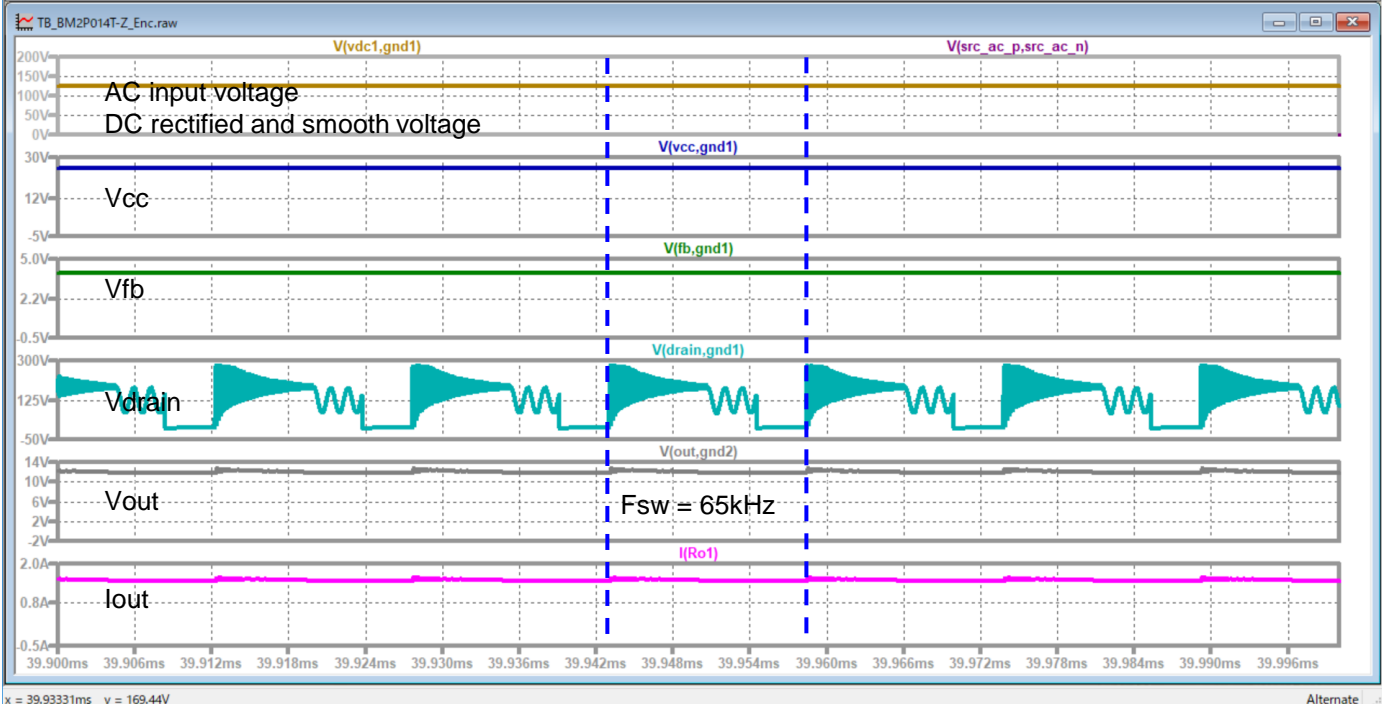 TB_BM2P014T-Z_Enc.raw
V(vdc1,gnd1) V(src_ac_p,src_ac_n)
200V
150V
100V
50V
0V
AC input voltage
DC rectified and smooth voltage
V(vcc,gnd1)
30V
12V
-5V
Vcc
V(fb,gnd1)
5.0V
2.2V
-0.5V
Vfb
V(drain,gnd1)
300V
125V
-50V
Vdrain
V(out,gnd2)
14V
10V
6V
2V
-2V
Vout
Fsw = 65kHz
I(Ro1)
2.0A
0.8A
-0.5A
Iout
39.900ms 39.906ms 39.912ms 39.918ms 39.924ms 39.930ms 39.936ms 39.942ms 39.948ms 39.954ms 39.960ms 39.966ms 39.972ms 39.978ms 39.984ms 39.990ms 39.996ms
x = 39.93331ms y = 169.44V Alternate